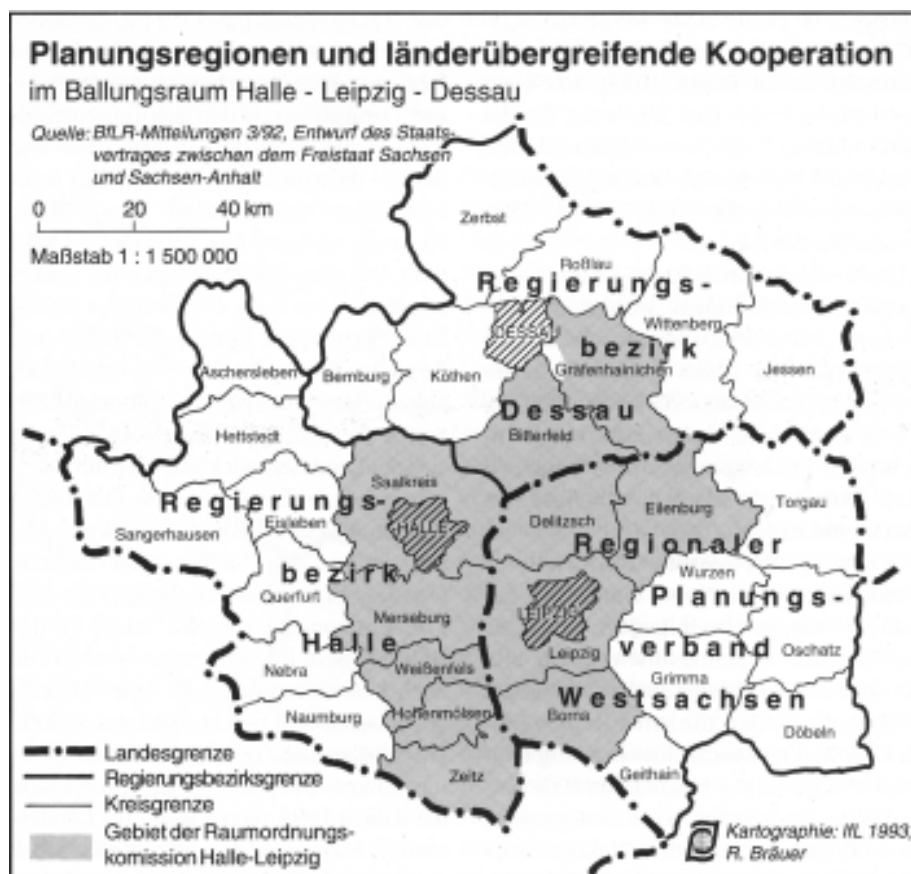 Planungsregionen und länderübergreifende Kooperation
im Ballungsraum Halle - Leipzig - Dessau
Quelle: BfLR-Mitteilungen 3/92, Entwurf des Staats-
vertrages zwischen dem Freistaat Sachsen
und Sachsen-Anhalt
0 20 40 km
Maßstab 1 : 1 500 000
Zerbst
Roßlau
Regierungs-
DESSAU
Wittenberg
bezirk
Gräfenhainichen
Jessen
Aschersleben
Bernburg
Köthen
Dessau
Bitterfeld
Hettstedt
Saalkreis
Regierungs-
Eisleben
HALLE
Delitzsch
Eilenburg
Torgau
Sangerhausen
Regionaler
bezirk
Wurzen
Querfurt
Merseburg
LEIPZIG
Planungs-
Halle
Leipzig
verband
Oschatz
Nebra
Weißenfels
Grimma
Naumburg
Hohenmölsen
Borna
Westsachsen
Döbeln
Zeitz
Geithain
Landesgrenze
Regierungsbezirksgrenze
Kreisgrenze
Gebiet der Raumordnungs-
komission Halle-Leipzig
Kartographie: IfL 1993,
R. Bräuer